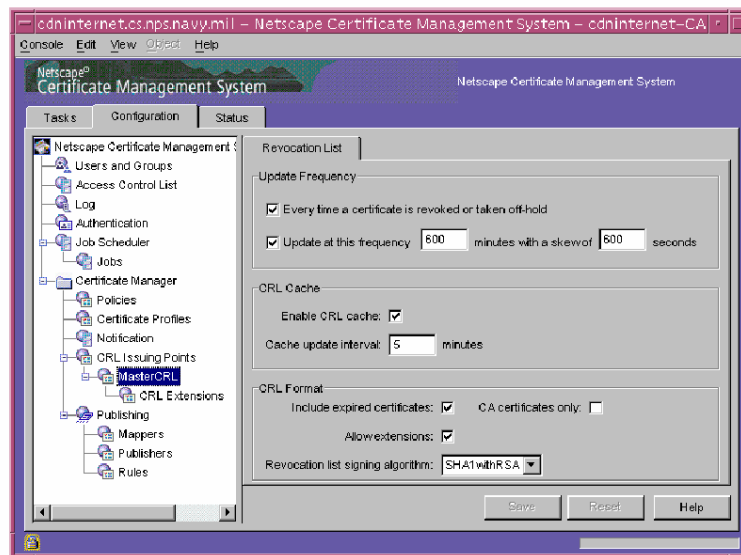 cdninternet.cs.nps.navy.mil – Netscape Certificate Management System – cdninternet–CA
Console Edit View Object Help
Netscape®
Certificate Management System
Netscape Certificate Management System
Tasks Configuration Status
Netscape Certificate Management S
Users and Groups
Access Control List
Log
Authentication
Job Scheduler
Jobs
Certificate Manager
Policies
Certificate Profiles
Notification
CRL Issuing Points
MasterCRL
CRL Extensions
Publishing
Mappers
Publishers
Rules
Revocation List
Update Frequency
Every time a certificate is revoked or taken off-hold
Update at this frequency 600 minutes with a skew of 600 seconds
CRL Cache
Enable CRL cache:
Cache update interval: 5 minutes
CRL Format
Include expired certificates: CA certificates only:
Allow extensions:
Revocation list signing algorithm: SHA1withRSA
Save Reset Help